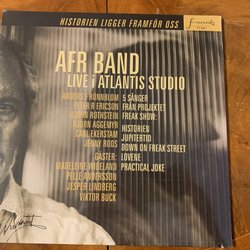 HISTORIEN LIGGER FRAMFÖR OSS
AFR BAND
LIVE i ATLANTIS STUDIO
ANDERS F RÖNNBLOM
PETER R ERICSON
BJÖRN ROTHSTEIN
BJÖRN AGGEMYR
CARL EKERSTAM
JENNY ROOS
GÄSTER:
MADELEINE WIDELAND
PELLE ANDERSSON
JESPER LINDBERG
VIKTOR BUCK
5 SÅNGER
FRÅN PROJEKTET
FREAK SHOW:
HISTORIEN
JUPITERTID
DOWN ON FREAK STREET
LOVENE
PRACTICAL JOKE